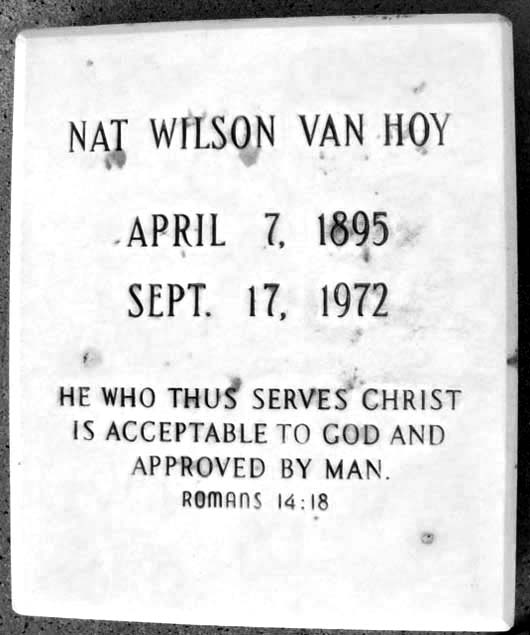 NAT WILSON VAN HOY
APRIL 7, 1895
SEPT. 17, 1972
HE WHO THUS SERVES CHRIST
IS ACCEPTABLE TO GOD AND
APPROVED BY MAN.
ROMANS 14:18